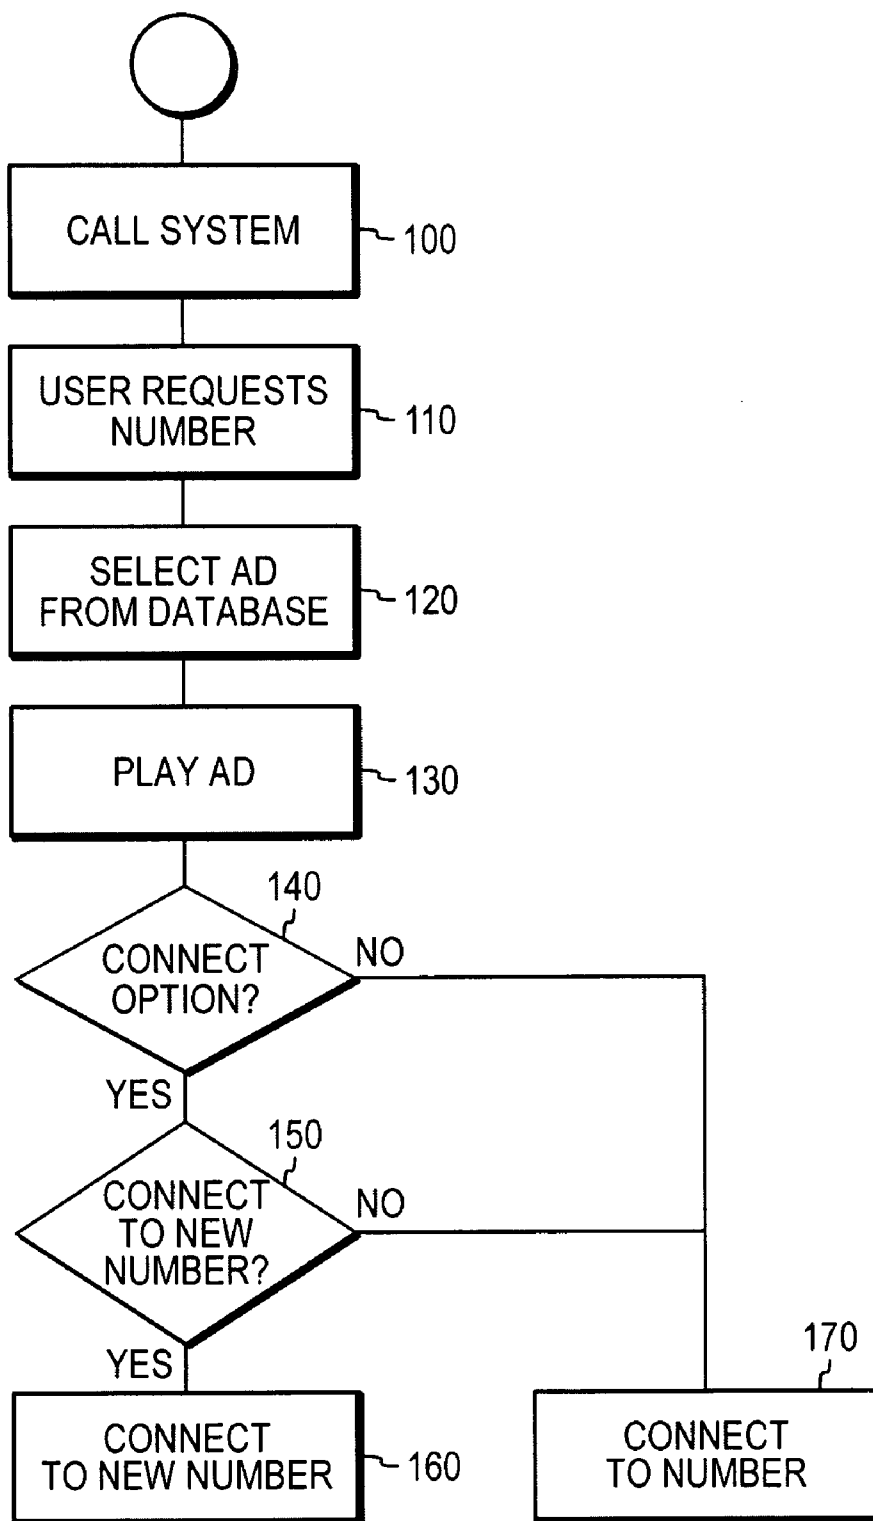 CALL SYSTEM
100
USER REQUESTS
NUMBER
110
SELECT AD
FROM DATABASE
120
PLAY AD
130
140
CONNECT
OPTION?
NO
YES
150
CONNECT
TO NEW
NUMBER?
NO
YES
CONNECT
TO NEW NUMBER
160
170
CONNECT
TO NUMBER